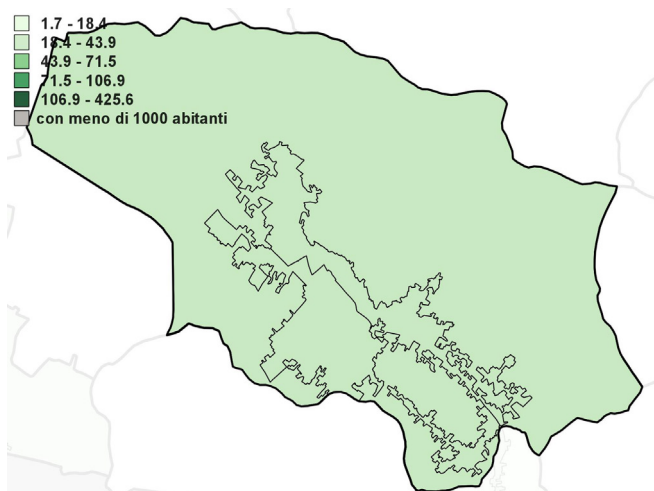 1.7 - 18.4
18.4 - 43.9
43.9 - 71.5
71.5 - 106.9
106.9 - 425.6
con meno di 1000 abitanti